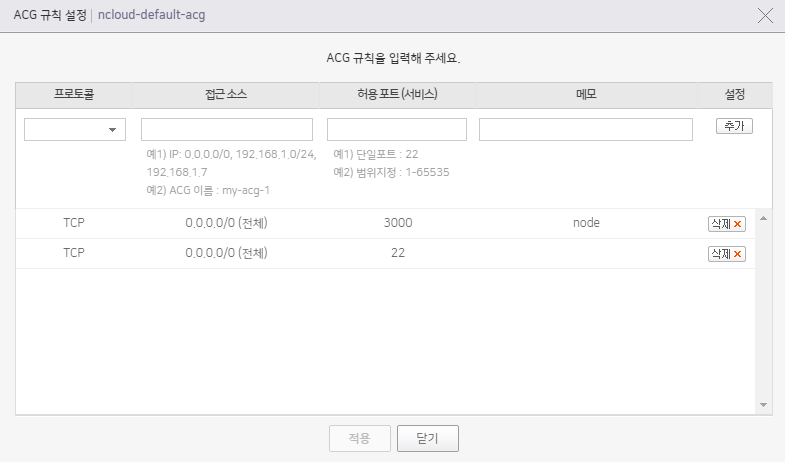 ACG 규칙 설정 | ncloud-default-acg
ACG 규칙을 입력해 주세요.
프로토콜 접근 소스 허용 포트 (서비스) 메모 설정
추가
예1) IP: 0.0.0.0/0, 192.168.1.0/24, 예1) 단일포트 : 22
192.168.1.7 예2) 범위지정 : 1-65535
예2) ACG 이름 : my-acg-1
TCP 0.0.0.0/0 (전체) 3000 node 삭제 ×
TCP 0.0.0.0/0 (전체) 22 삭제 ×
적용 닫기